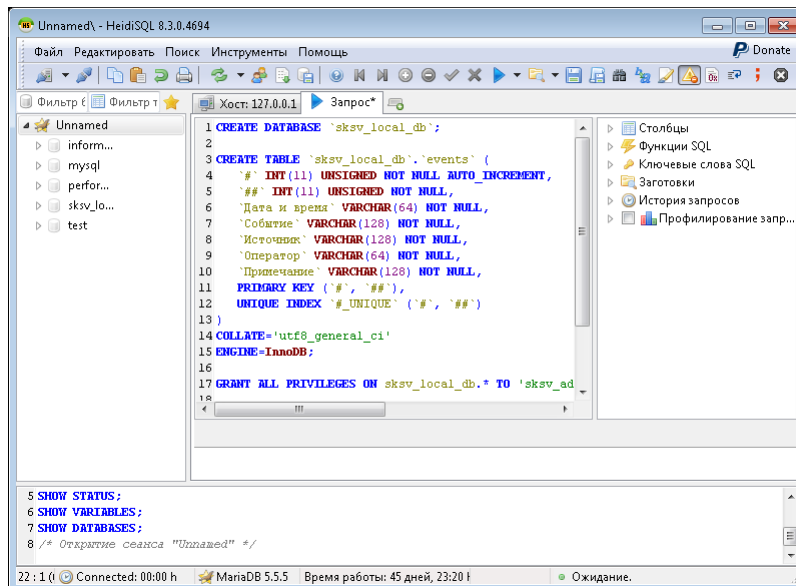 Unnamed\ - HeidiSQL 8.3.0.4694
Файл Редактировать Поиск Инструменты Помощь
Donate
Фильтр б Фильтр т
Хост: 127.0.0.1 Запрос*
Unnamed
inform...
mysql
perfor...
sksv_lo...
test
1 CREATE DATABASE `sksv_local_db`;
2
3 CREATE TABLE `sksv_local_db`.`events` (
4 `#` INT(11) UNSIGNED NOT NULL AUTO_INCREMENT,
5 `##` INT(11) UNSIGNED NOT NULL,
6 `Дата и время` VARCHAR(64) NOT NULL,
7 `Событие` VARCHAR(128) NOT NULL,
8 `Источник` VARCHAR(128) NOT NULL,
9 `Оператор` VARCHAR(64) NOT NULL,
10 `Примечание` VARCHAR(128) NOT NULL,
11 PRIMARY KEY (`#`, `##`),
12 UNIQUE INDEX `#_UNIQUE` (`#`, `##`)
13 )
14 COLLATE='utf8_general_ci'
15 ENGINE=InnoDB;
16
17 GRANT ALL PRIVILEGES ON sksv_local_db.* TO 'sksv_ad
18
Столбцы
Функции SQL
Ключевые слова SQL
Заготовки
История запросов
Профилирование запр...
5 SHOW STATUS;
6 SHOW VARIABLES;
7 SHOW DATABASES;
8 /* Открытие сеанса "Unnamed" */
22 : 1 ( Connected: 00:00 h MariaDB 5.5.5 Время работы: 45 дней, 23:20 Ожидание.